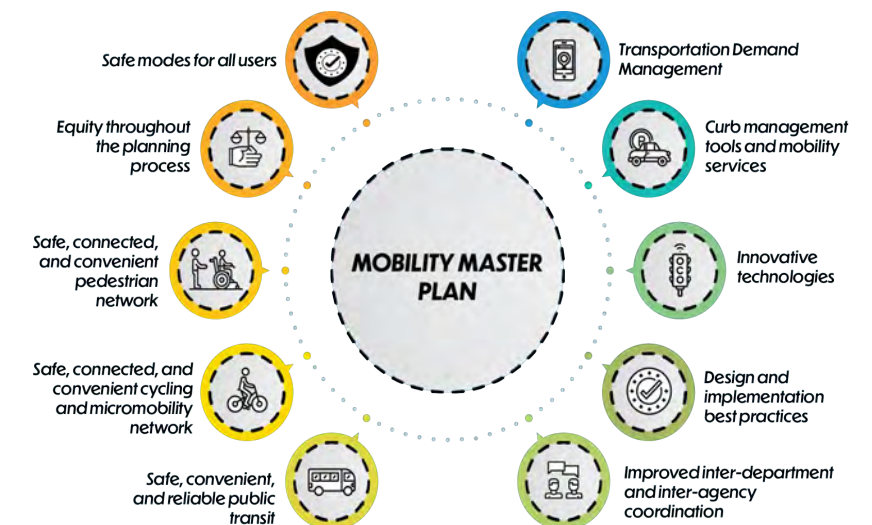 Safe modes for all users
Equity throughout
the planning
process
Safe, connected,
and convenient
pedestrian
network
Safe, connected, and
convenient cycling
and micromobility
network
Safe, convenient,
and reliable public
transit
MOBILITY MASTER
PLAN
Transportation Demand
Management
Curb management
tools and mobility
services
Innovative
technologies
Design and
implementation
best practices
Improved inter-department
and inter-agency
coordination